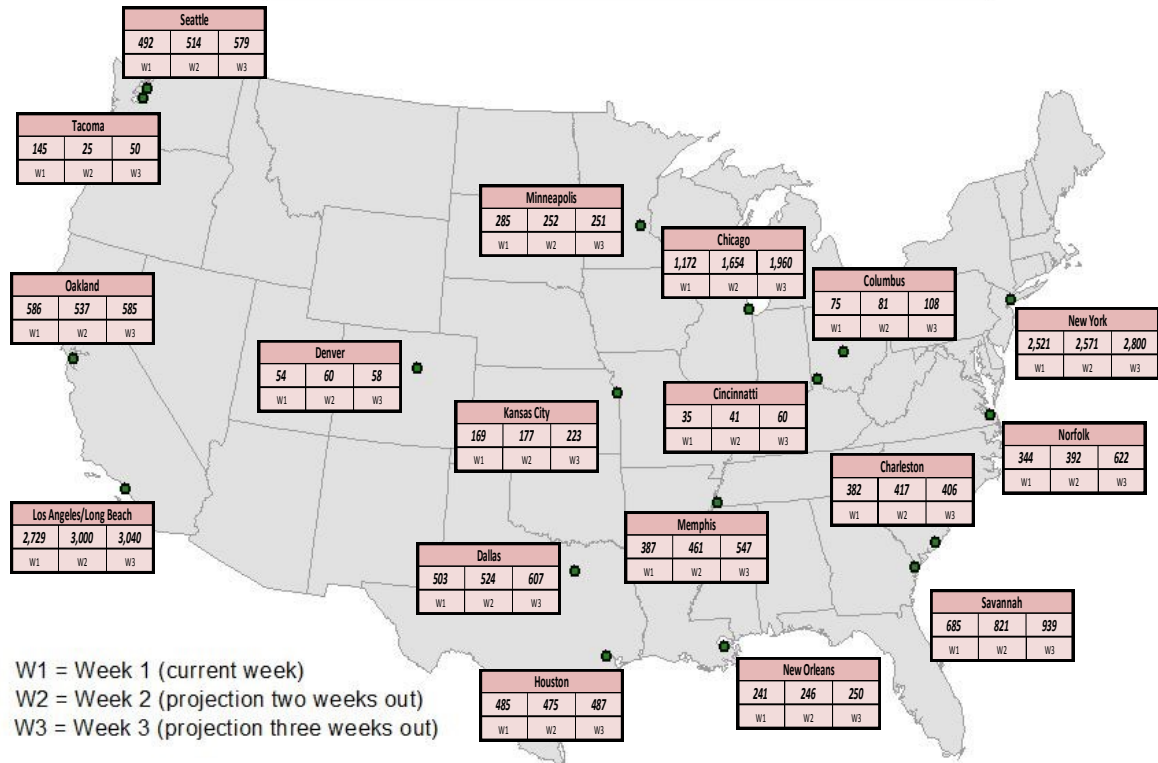 Seattle
492 514 579
W1 W2 W3
Tacoma
145 25 50
W1 W2 W3
Minneapolis
285 252 251
W1 W2 W3
Chicago
1,172 1,654 1,960
W1 W2 W3
Columbus
75 81 108
W1 W2 W3
Oakland
586 537 585
W1 W2 W3
New York
2,521 2,571 2,800
W1 W2 W3
Denver
54 60 58
W1 W2 W3
Cincinnatti
35 41 60
W1 W2 W3
Kansas City
169 177 223
W1 W2 W3
Norfolk
344 392 622
W1 W2 W3
Charleston
382 417 406
W1 W2 W3
Los Angeles/Long Beach
2,729 3,000 3,040
W1 W2 W3
Memphis
387 461 547
W1 W2 W3
Dallas
503 524 607
W1 W2 W3
Savannah
685 821 939
W1 W2 W3
New Orleans
241 246 250
W1 W2 W3
Houston
485 475 487
W1 W2 W3
W1 = Week 1 (current week)
W2 = Week 2 (projection two weeks out)
W3 = Week 3 (projection three weeks out)